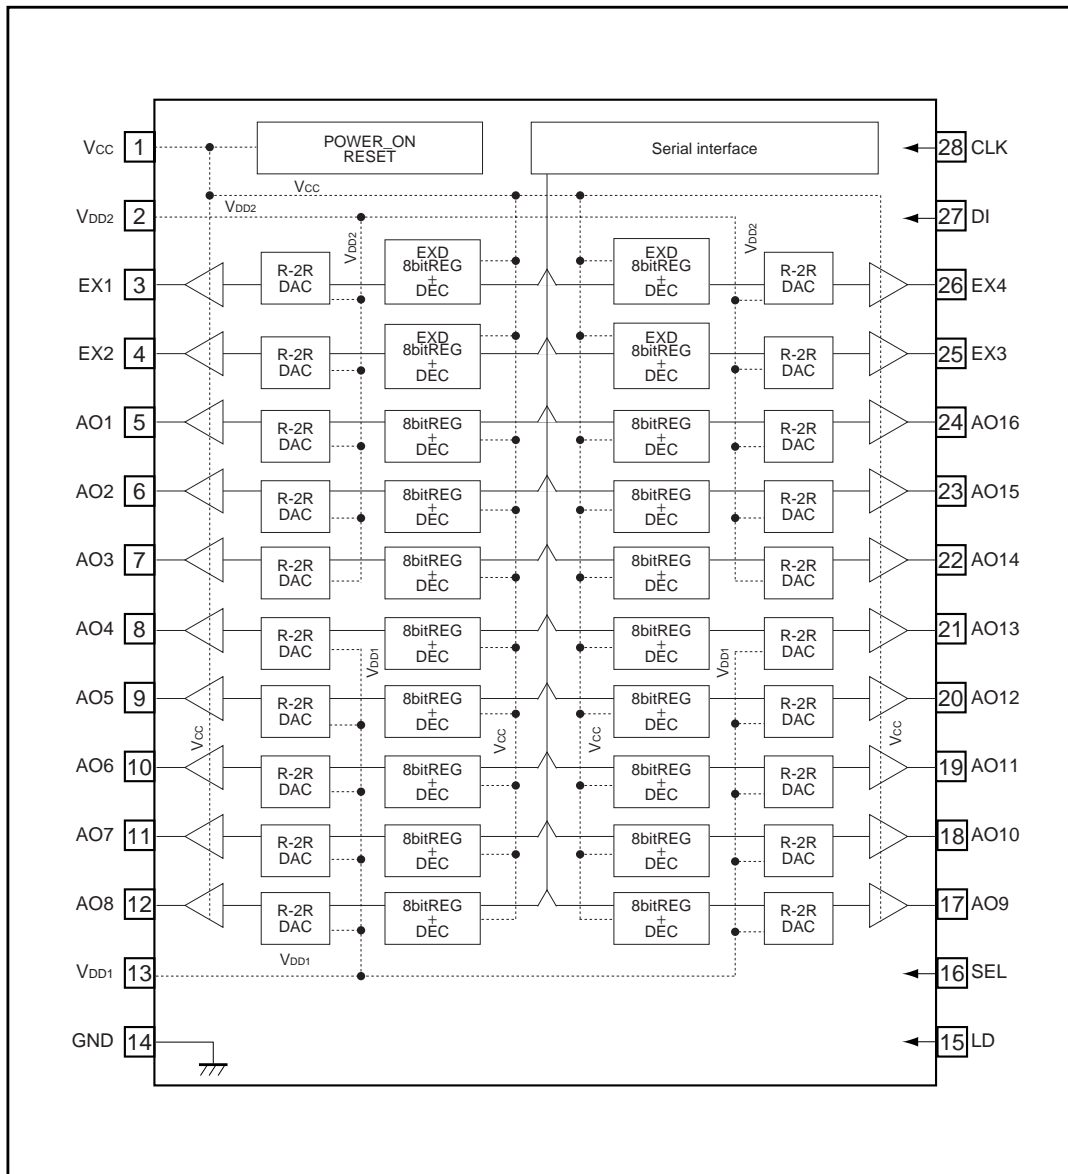 VCC 1 POWER_ON Serial interface 28 CLK
RESET
VCC
VDD2 2 VDD2 27 DI
VDD2 VDD2
EX1 3 R-2R EXD EXD R-2R 26 EX4
DAC 8bitREG 8bitREG DAC
+ +
DEC DEC
EX2 4 R-2R EXD EXD R-2R 25 EX3
DAC 8bitREG 8bitREG DAC
+ +
DEC DEC
AO1 5 R-2R 8bitREG 8bitREG R-2R 24 AO16
DAC + + DAC
DEC DEC
AO2 6 R-2R 8bitREG 8bitREG R-2R 23 AO15
DAC + + DAC
DEC DEC
AO3 7 R-2R 8bitREG 8bitREG R-2R 22 AO14
DAC + + DAC
DEC DEC
AO4 8 R-2R 8bitREG 8bitREG R-2R 21 AO13
DAC + + DAC
DEC DEC
VDD1 VDD1
AO5 9 R-2R 8bitREG 8bitREG R-2R 20 AO12
DAC + + DAC
DEC DEC
VCC VCC VCC VCC
AO6 10 R-2R 8bitREG 8bitREG R-2R 19 AO11
DAC + + DAC
DEC DEC
AO7 11 R-2R 8bitREG 8bitREG R-2R 18 AO10
DAC + + DAC
DEC DEC
AO8 12 R-2R 8bitREG 8bitREG R-2R 17 AO9
DAC + + DAC
DEC DEC
VDD1 13 VDD1 16 SEL
GND 14 15 LD